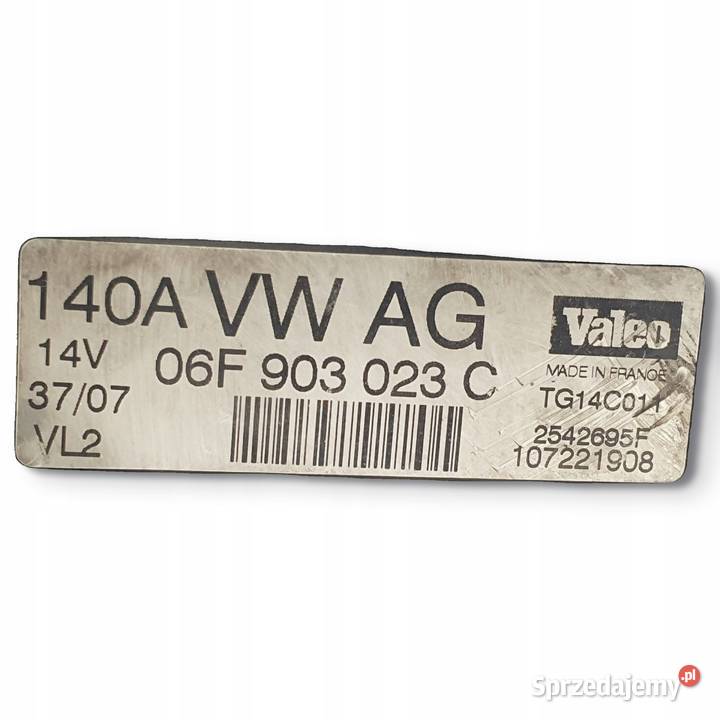 140A VW AG
14V 06F 903 023 C
37/07
VL2
Valeo
MADE IN FRANCE
TG14C011
2542695F
107221908
Sprzedajemy.pl